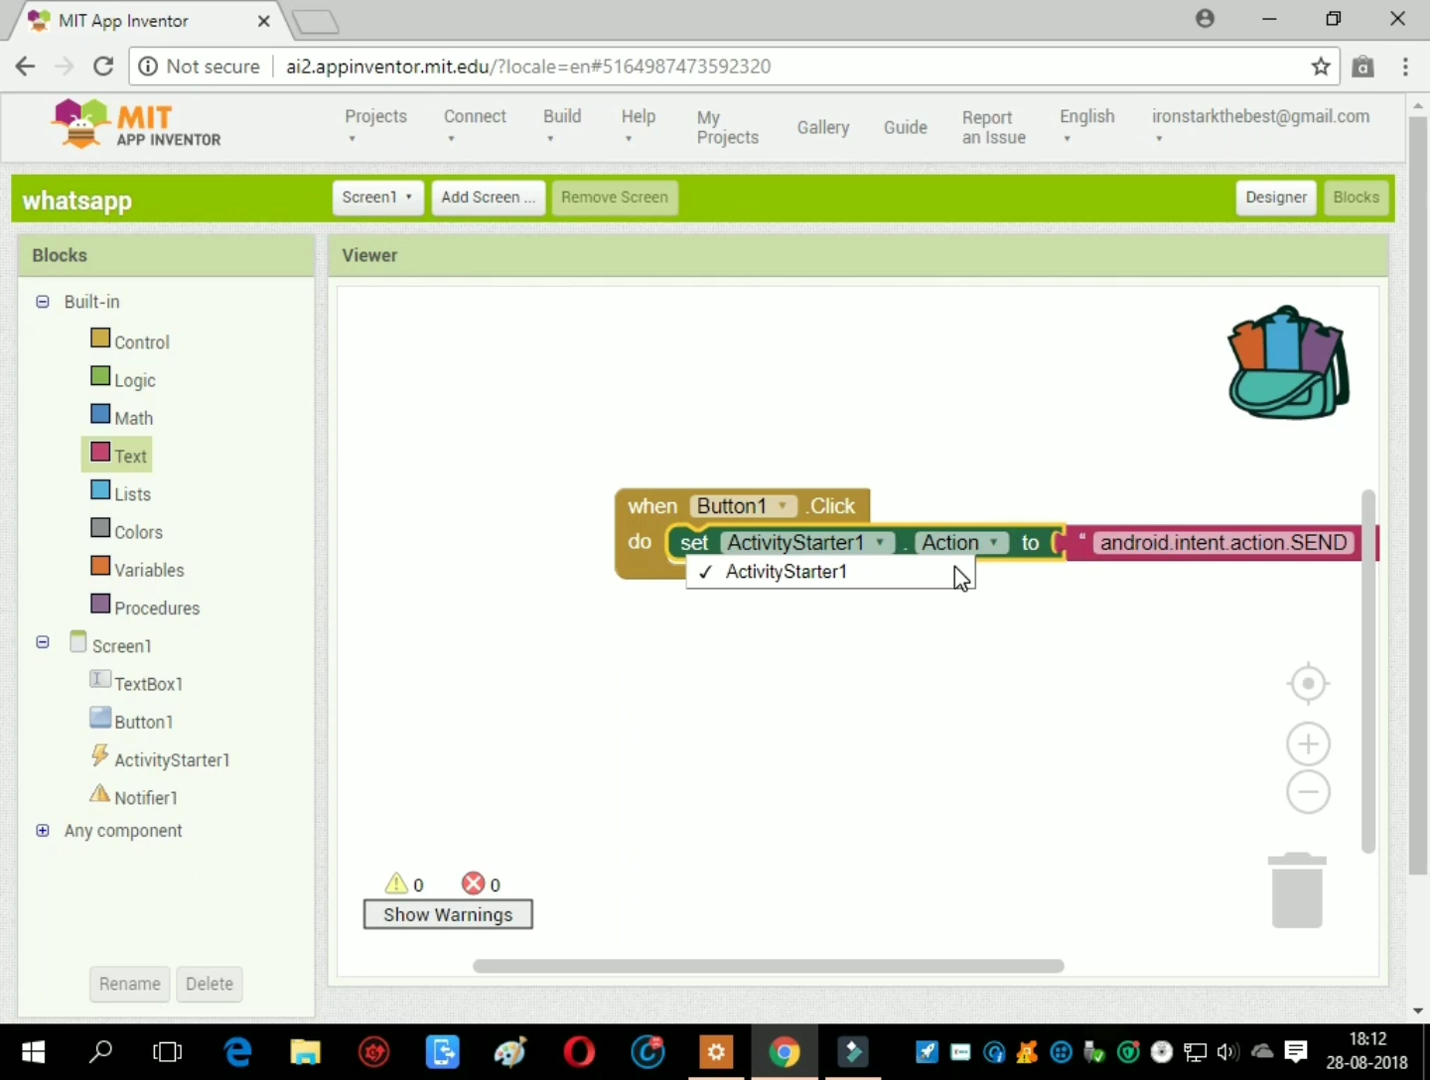 MIT App Inventor
Not secure
ai2.appinventor.mit.edu/?locale=en#5164987473592320
MIT
APP INVENTOR
Projects
Connect
Build
Help
My
Projects
Gallery
Guide
Report
an Issue
English
ironstarkthebest@gmail.com
whatsapp
Screen1
Add Screen ...
Remove Screen
Designer
Blocks
Blocks
Viewer
Built-in
Control
Logic
Math
Text
Lists
Colors
Variables
Procedures
Screen1
TextBox1
Button1
ActivityStarter1
Notifier1
Any component
when Button1 .Click
do set ActivityStarter1 . Action to “ android.intent.action.SEND
✓ ActivityStarter1
0 0
Show Warnings
Rename
Delete
18:12
28-08-2018